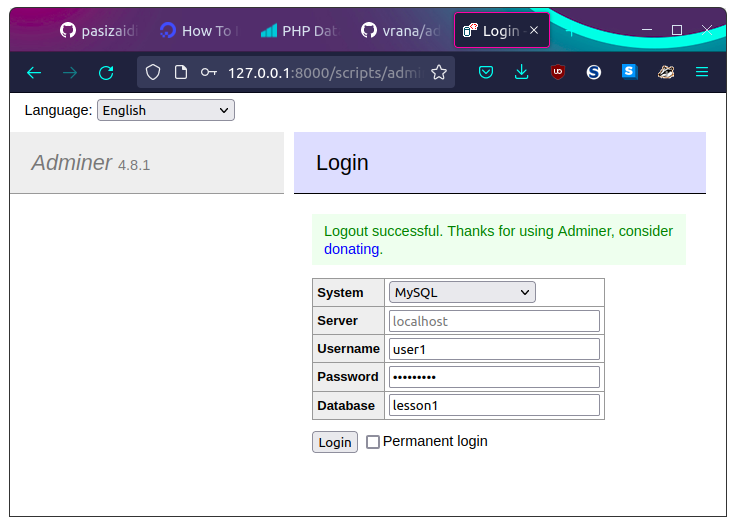 pasizaidi
How To I
PHP Dat
vrana/ad
Login -
127.0.0.1:8000/scripts/admi
Language: English
Adminer 4.8.1
Login
Logout successful. Thanks for using Adminer, consider
donating.
System MySQL
Server localhost
Username user1
Password •••••••••
Database lesson1
Login Permanent login